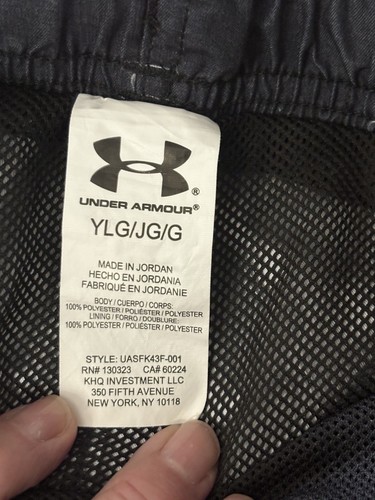 UNDER ARMOUR®
YLG/JG/G
MADE IN JORDAN
HECHO EN JORDANIA
FABRIQUÉ EN JORDANIE
BODY / CUERPO / CORPS:
100% POLYESTER / POLIÉSTER / POLYESTER
LINING / FORRO / DOUBLURE:
100% POLYESTER / POLIÉSTER / POLYESTER
STYLE: UASFK43F-001
RN# 130323 CA# 60224
KHQ INVESTMENT LLC
350 FIFTH AVENUE
NEW YORK, NY 10118